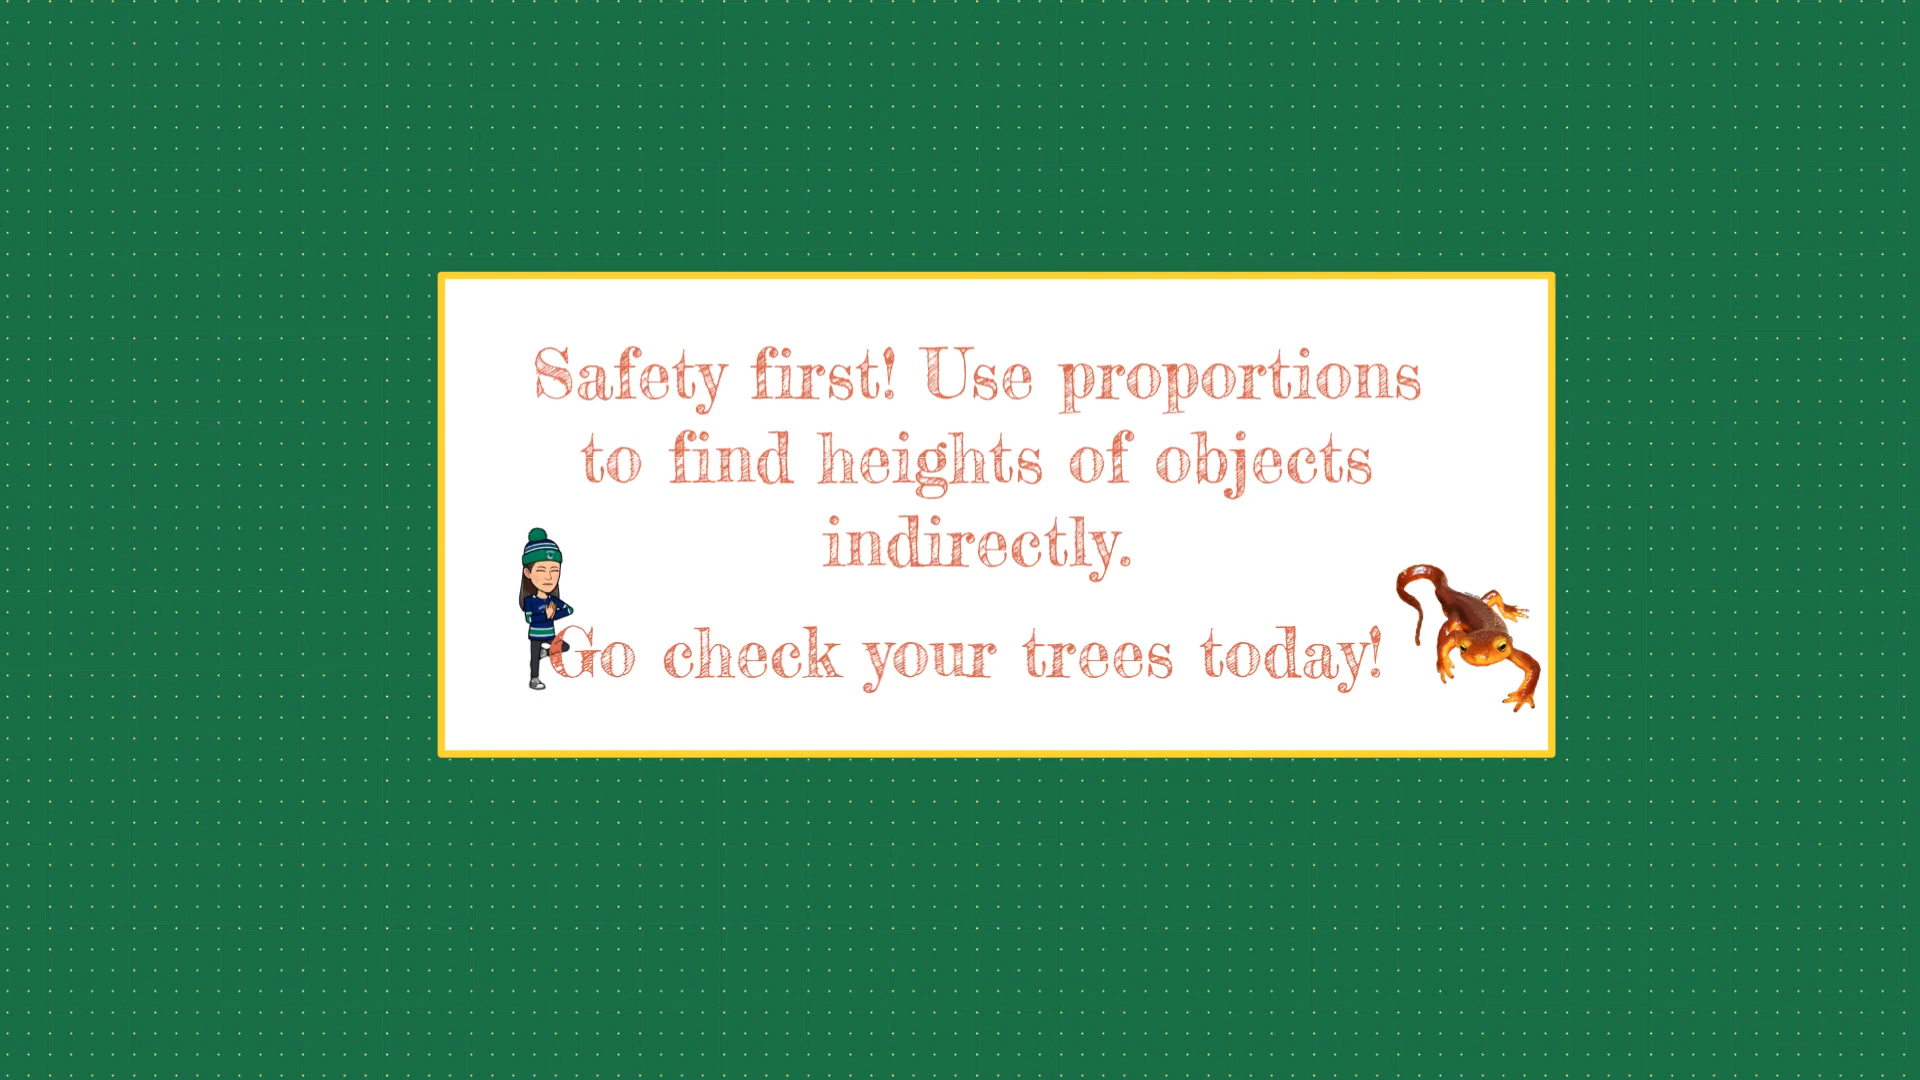 Safety first! Use proportions
to find heights of objects
indirectly.
Go check your trees today!